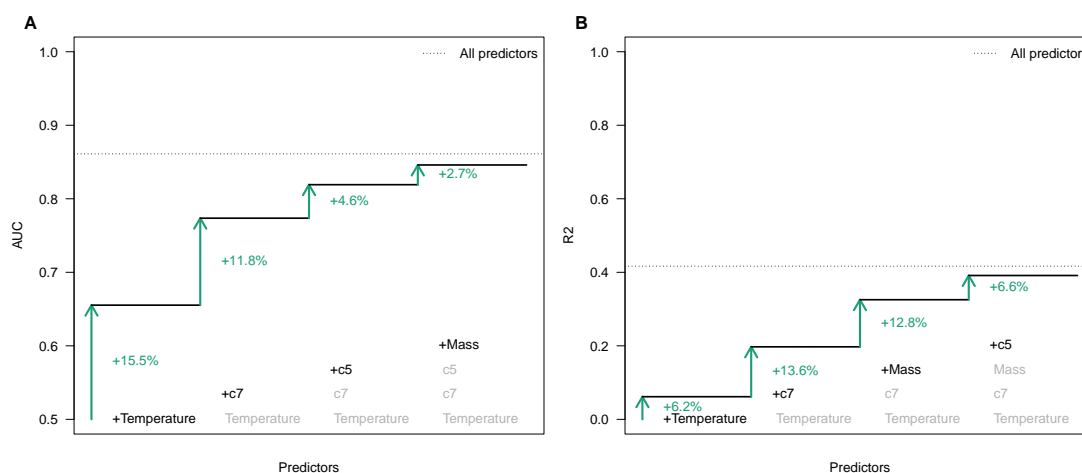 A
1.0
0.9
0.8
0.7
0.6
0.5
AUC
All predictors
+2.7%
+4.6%
+11.8%
+15.5%
+Mass
+c5 c5
+c7 c7 c7
+Temperature Temperature Temperature Temperature
Predictors
B
1.0
0.8
0.6
0.4
0.2
0.0
R2
All predictor
+6.6%
+12.8%
+13.6%
+6.2%
+c5
+Mass Mass
+c7 c7 c7
+Temperature Temperature Temperature Temperature
Predictors